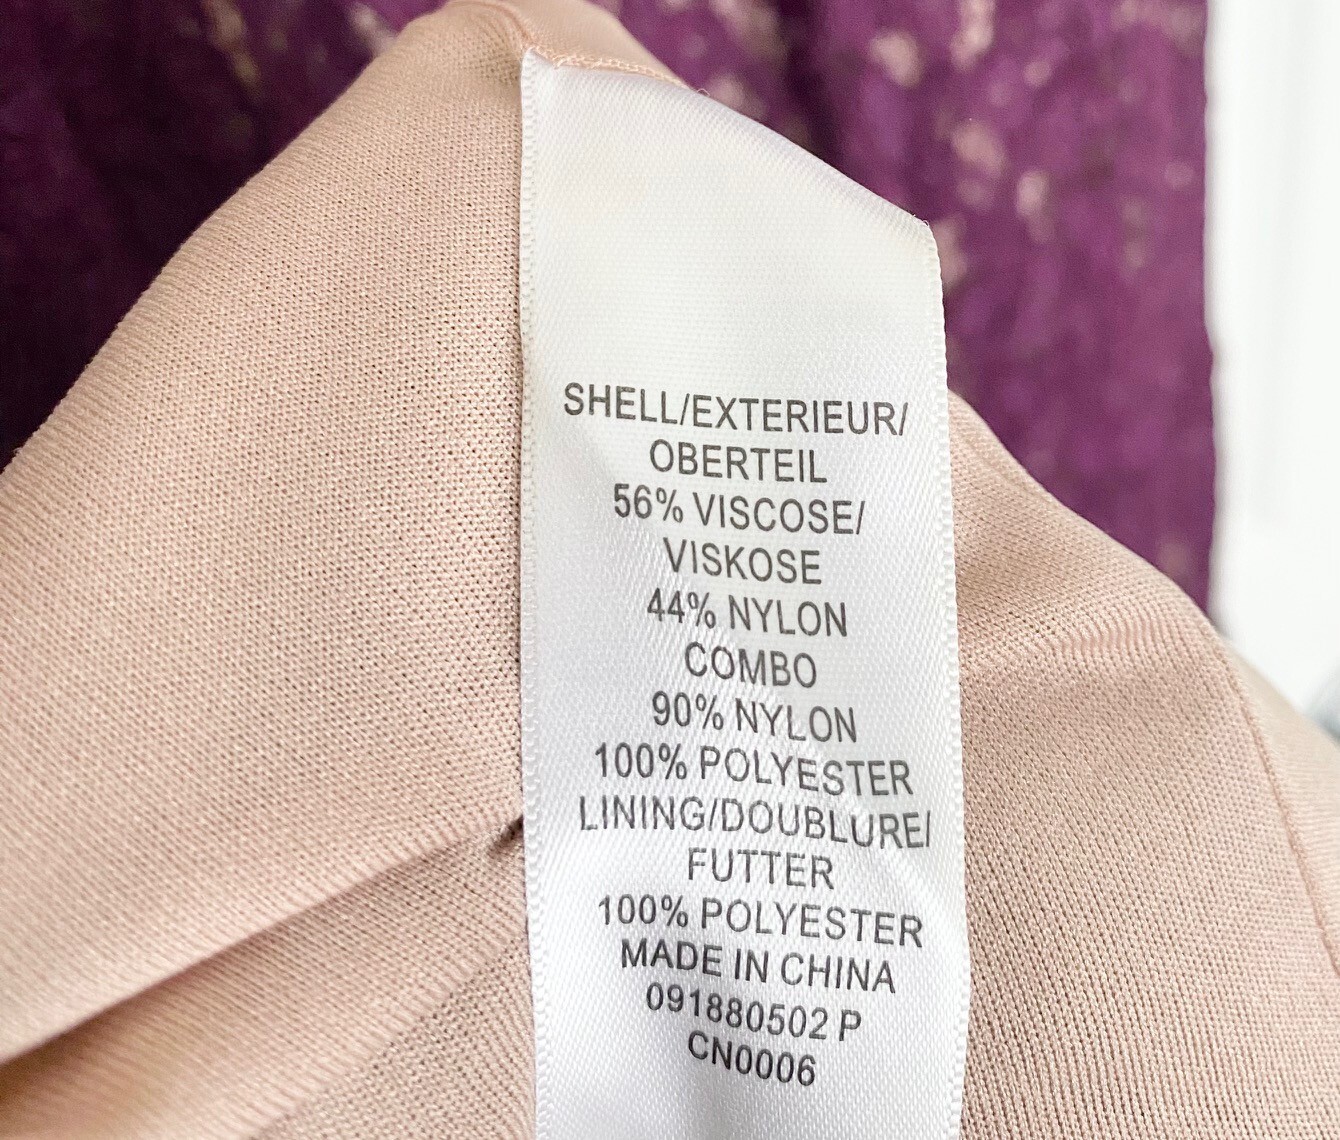 SHELL/EXTERIEUR/
OBERTEIL
56% VISCOSE/
VISKOSE
44% NYLON
COMBO
90% NYLON
100% POLYESTER
LINING/DOUBLURE/
FUTTER
100% POLYESTER
MADE IN CHINA
091880502 P
CN0006